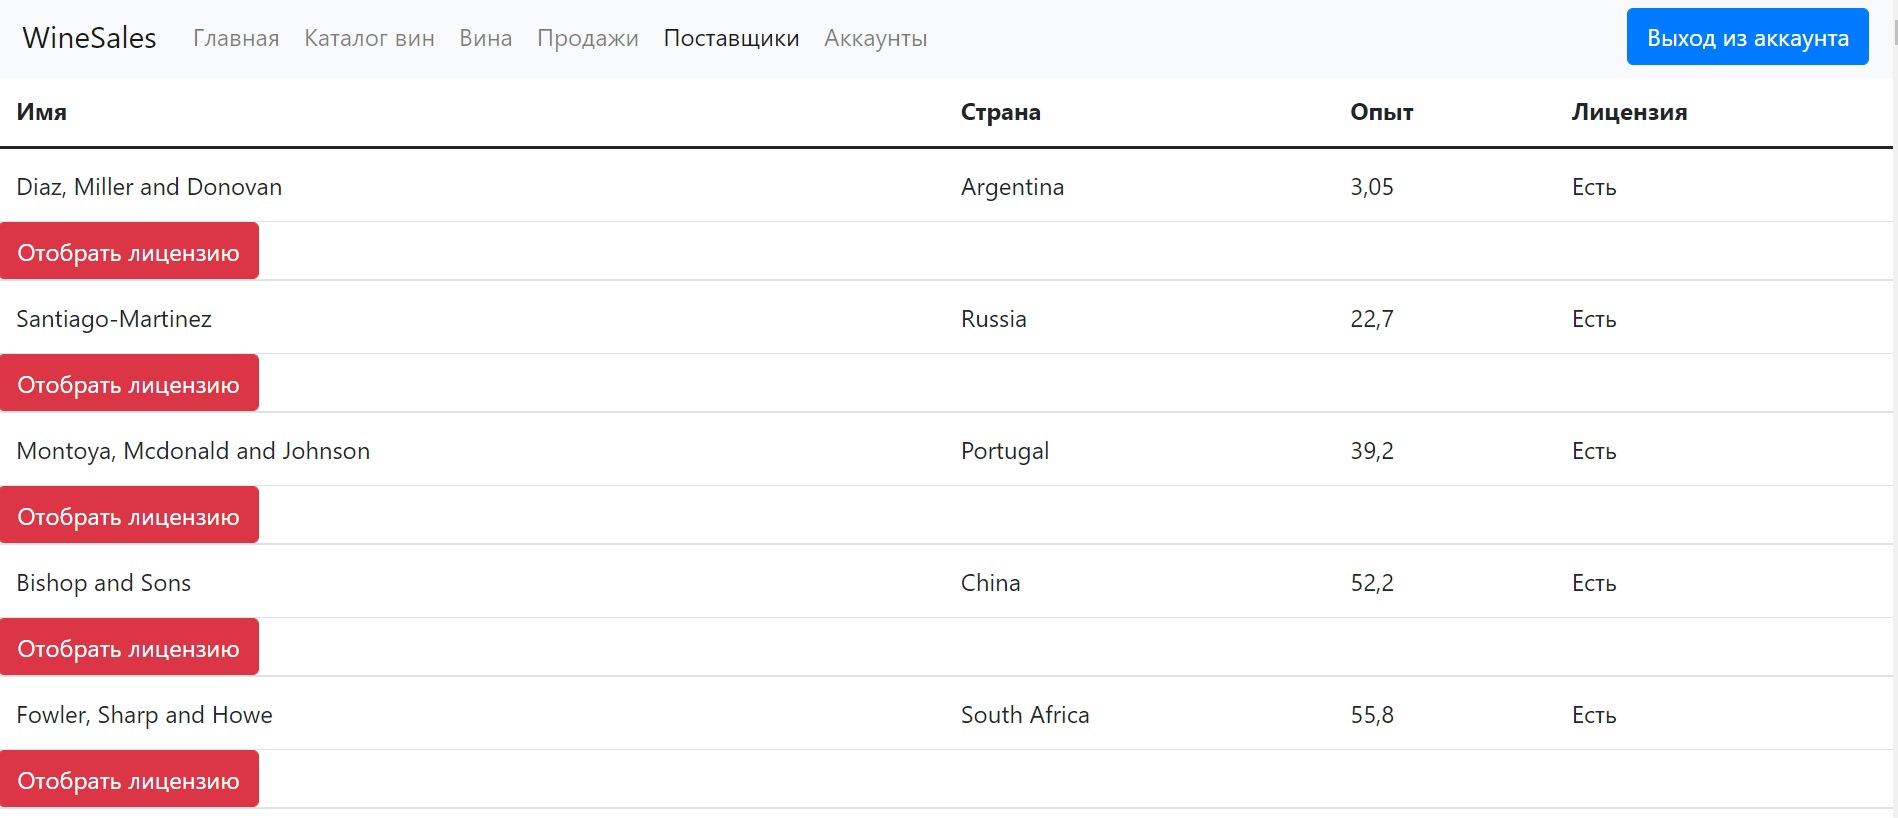 WineSales Главная Каталог вин Вина Продажи Поставщики Аккаунты Выход из аккаунта
Имя Страна Опыт Лицензия
Diaz, Miller and Donovan Argentina 3,05 Есть
Отобрать лицензию
Santiago-Martinez Russia 22,7 Есть
Отобрать лицензию
Montoya, Mcdonald and Johnson Portugal 39,2 Есть
Отобрать лицензию
Bishop and Sons China 52,2 Есть
Отобрать лицензию
Fowler, Sharp and Howe South Africa 55,8 Есть
Отобрать лицензию